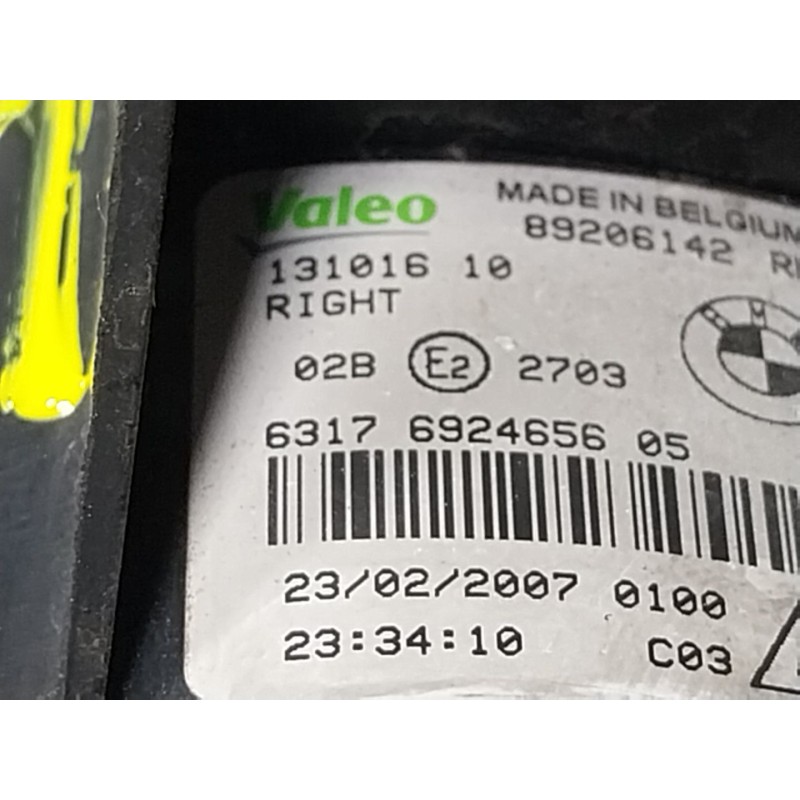 Valeo
MADE IN BELGIUM
89206142
131016 10
RIGHT
02B E2 2703
BMW
6317 6924656 05
23/02/2007 0100
23:34:10 C03